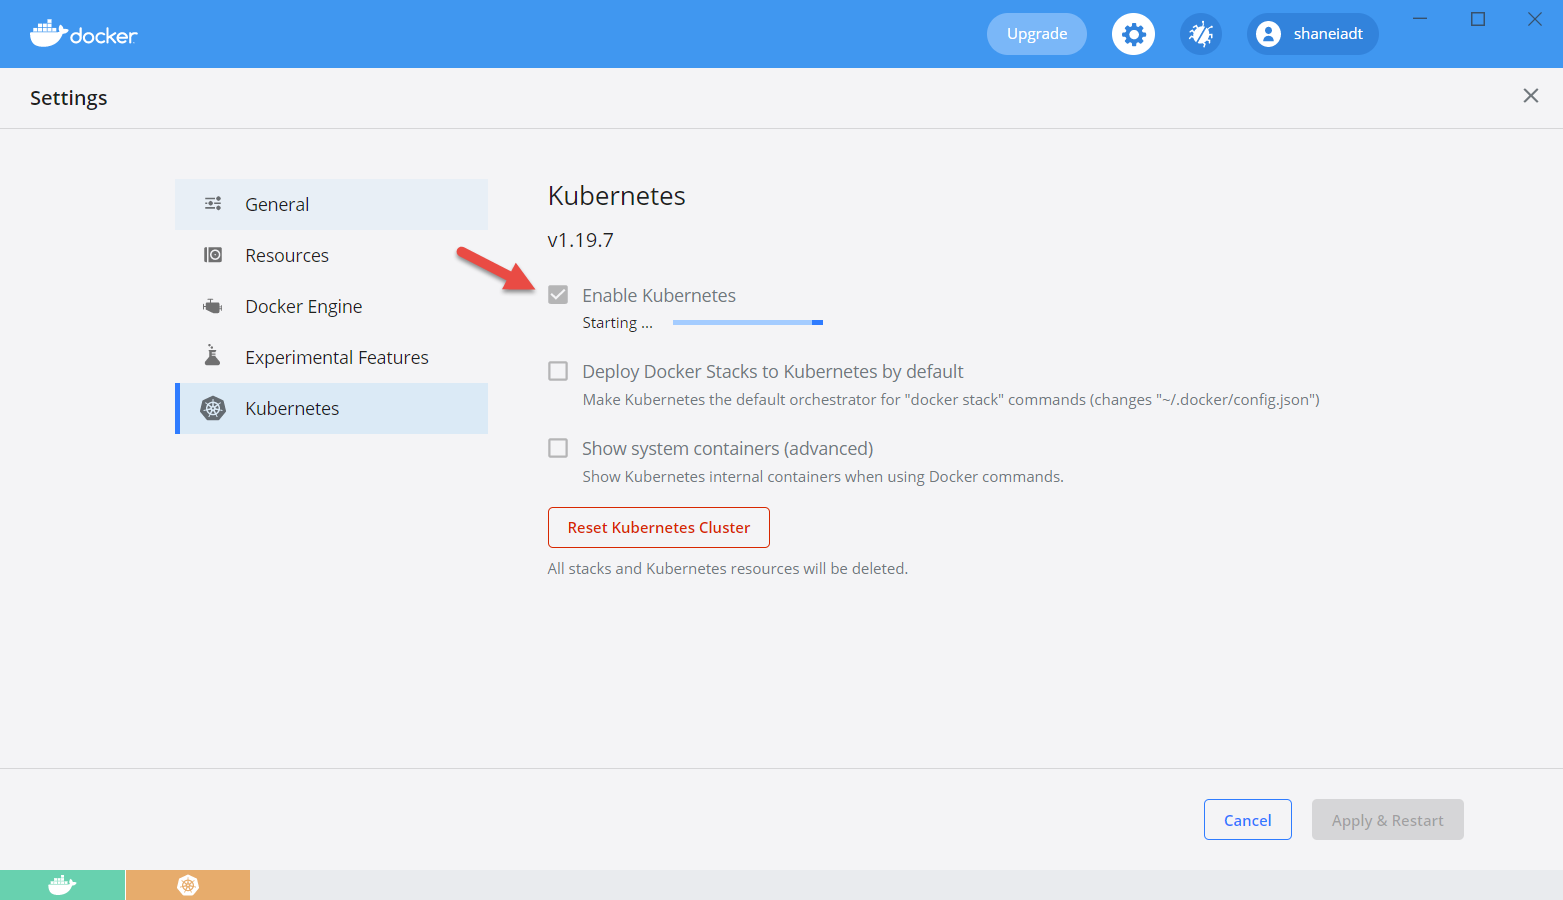 docker
Upgrade
shaneiadt
Settings
General
Resources
Docker Engine
Experimental Features
Kubernetes
Kubernetes
v1.19.7
Enable Kubernetes
Starting ...
Deploy Docker Stacks to Kubernetes by default
Make Kubernetes the default orchestrator for "docker stack" commands (changes "~/.docker/config.json")
Show system containers (advanced)
Show Kubernetes internal containers when using Docker commands.
Reset Kubernetes Cluster
All stacks and Kubernetes resources will be deleted.
Cancel
Apply & Restart